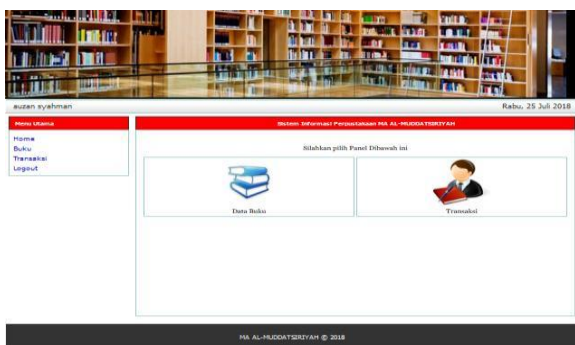 auzan syahman
Rabu, 25 Juli 2018
Menu Utama
Sistem Informasi Perpustakaan MA AL-MUDDATSIRIYAH
Home
Buku
Transaksi
Logout
Silahkan pilih Panel Dibawah ini
Data Buku
Transaksi
MA AL-MUDDATSIRIYAH © 2018